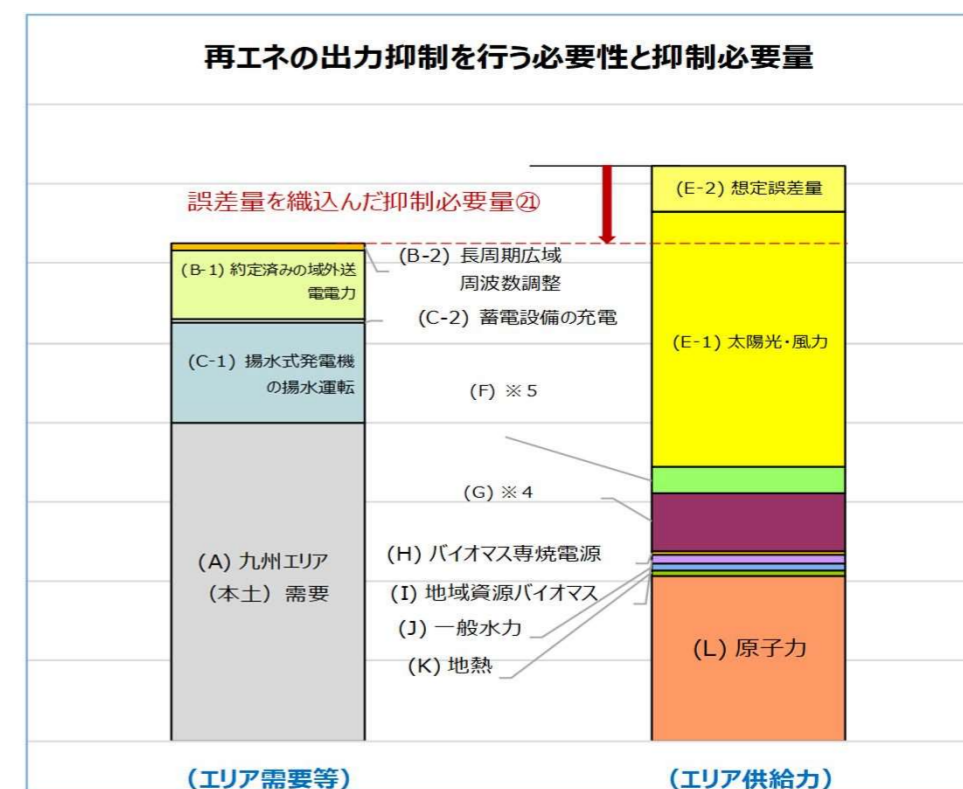 再エネの出力抑制を行う必要性と抑制必要量
誤差量を織込んだ抑制必要量㉑
(B-1) 約定済みの域外送
電電力
(C-1) 揚水式発電機
の揚水運転
(A) 九州エリア
(本土) 需要
(エリア需要等)
(B-2) 長周期広域
周波数調整
(C-2) 蓄電設備の充電
(F) ※5
(G) ※4
(H) バイオマス専焼電源
(I) 地域資源バイオマス
(J) 一般水力
(K) 地熱
(E-2) 想定誤差量
(E-1) 太陽光・風力
(L) 原子力
(エリア供給力)